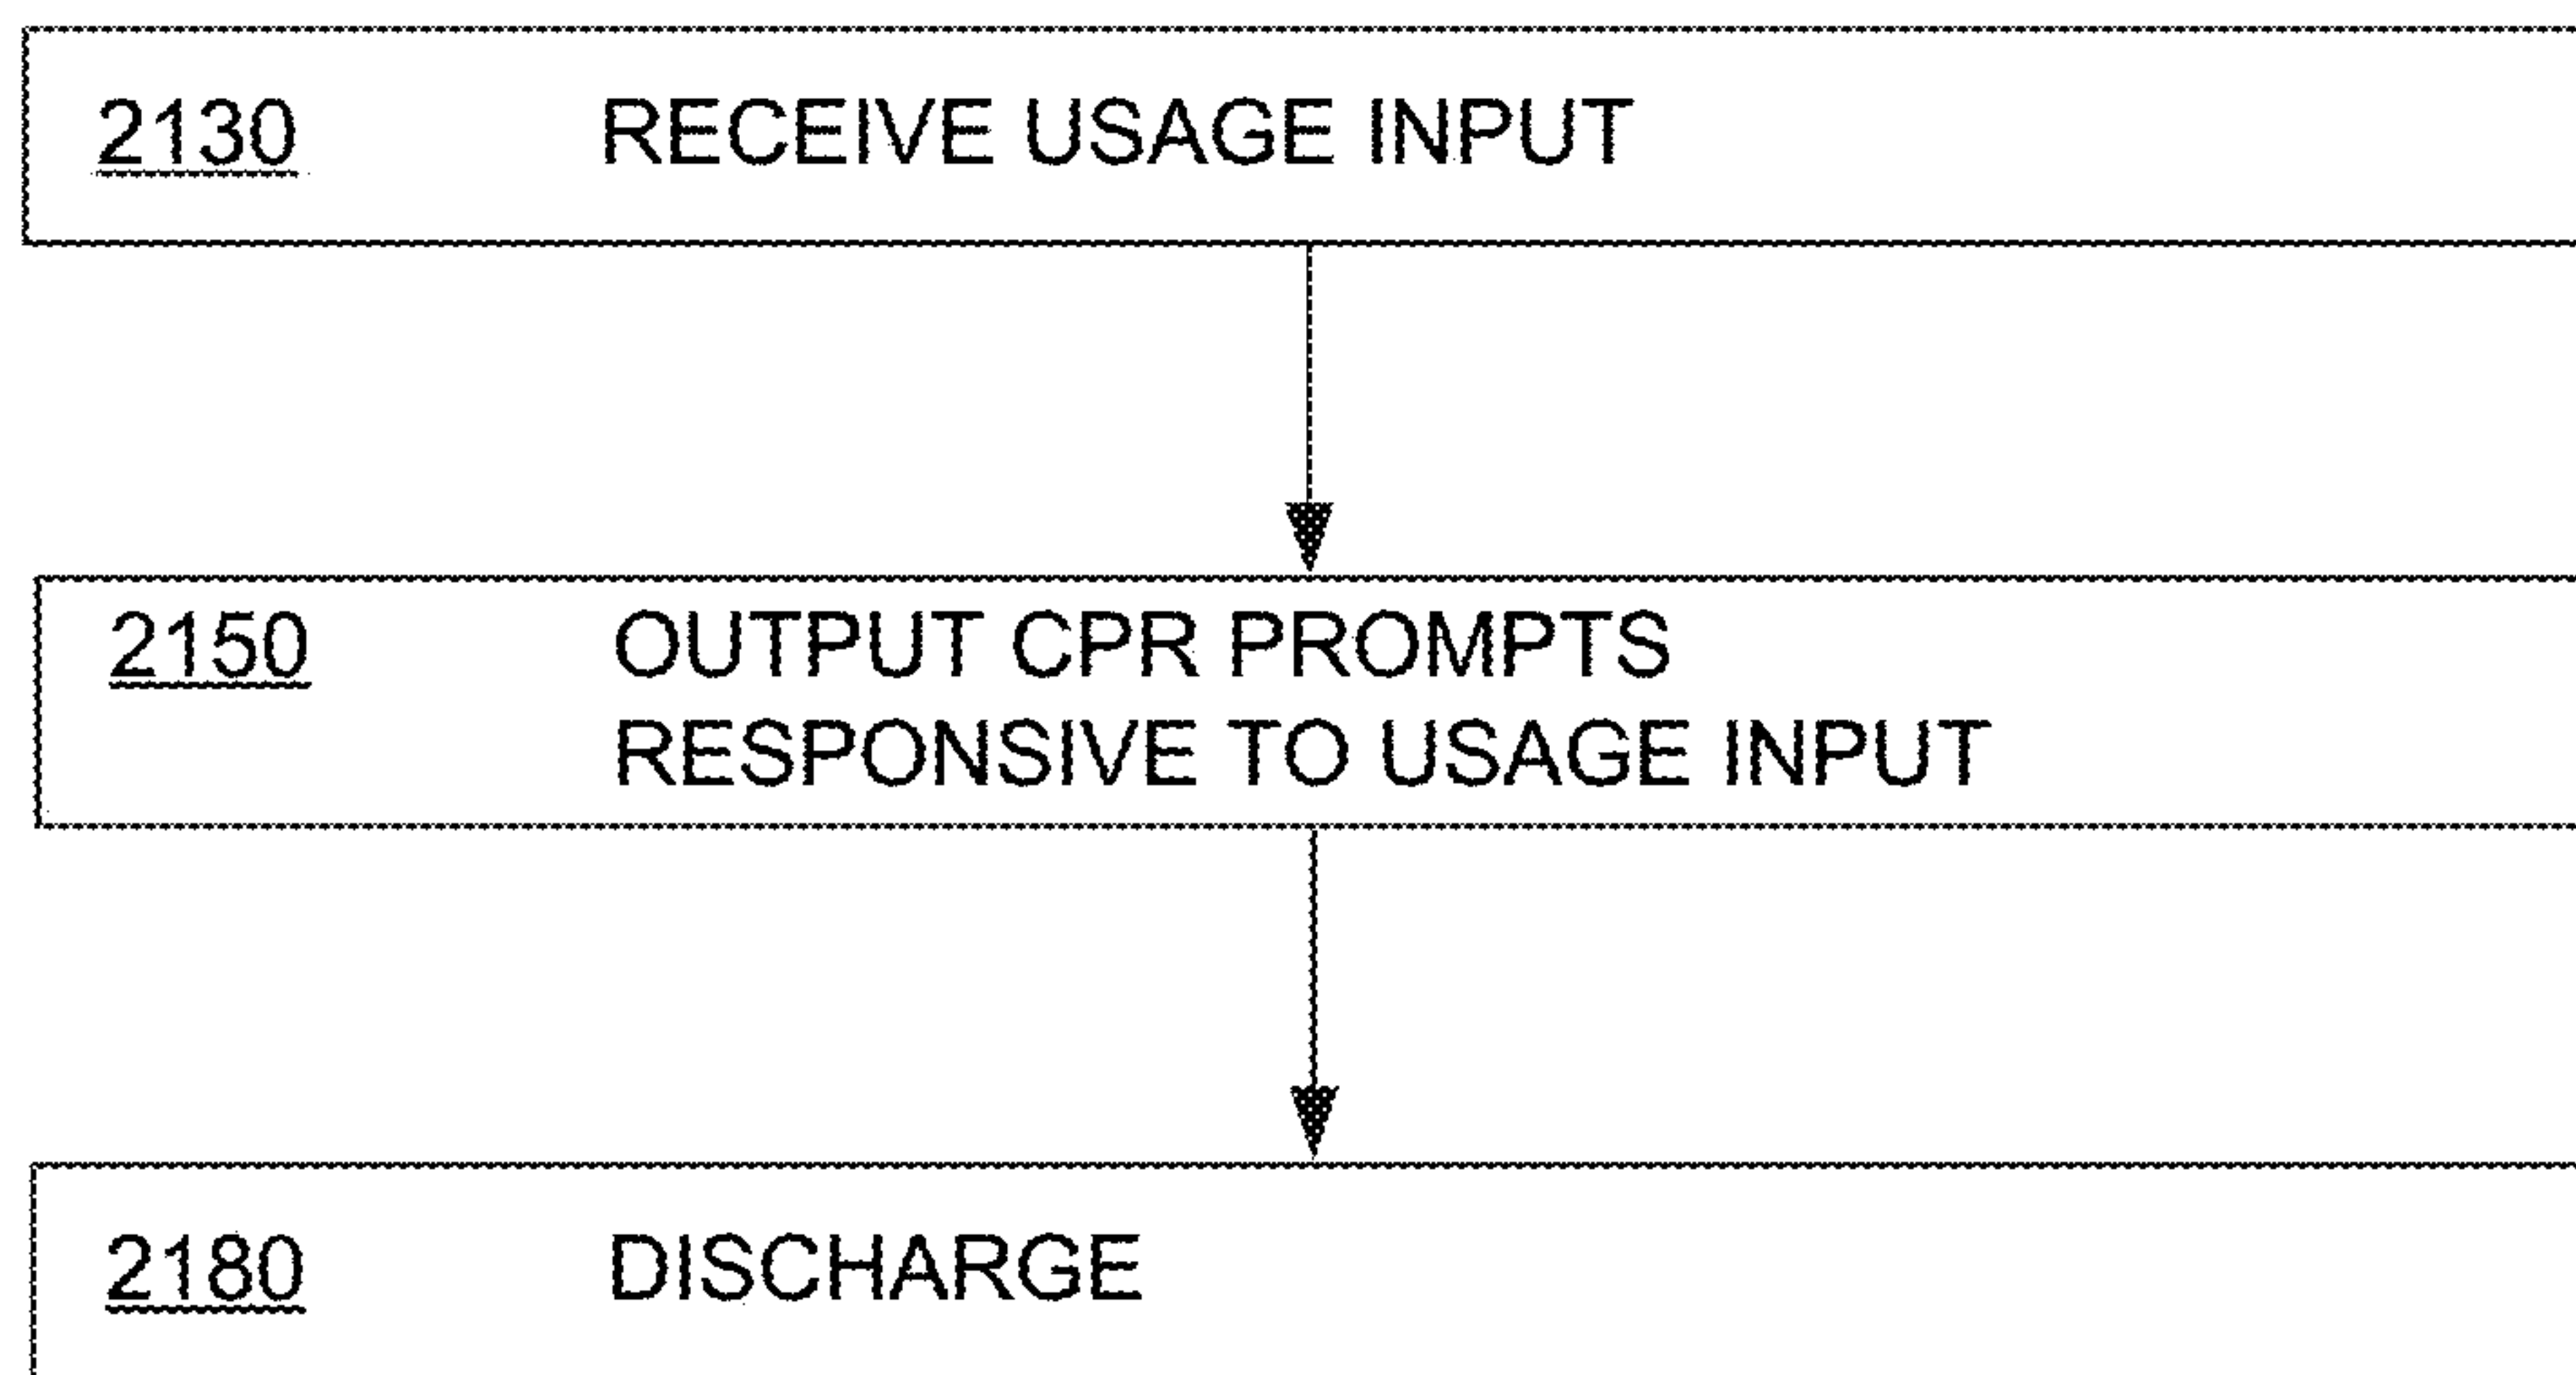 2130 RECEIVE USAGE INPUT
2150 OUTPUT CPR PROMPTS
RESPONSIVE TO USAGE INPUT
2180 DISCHARGE